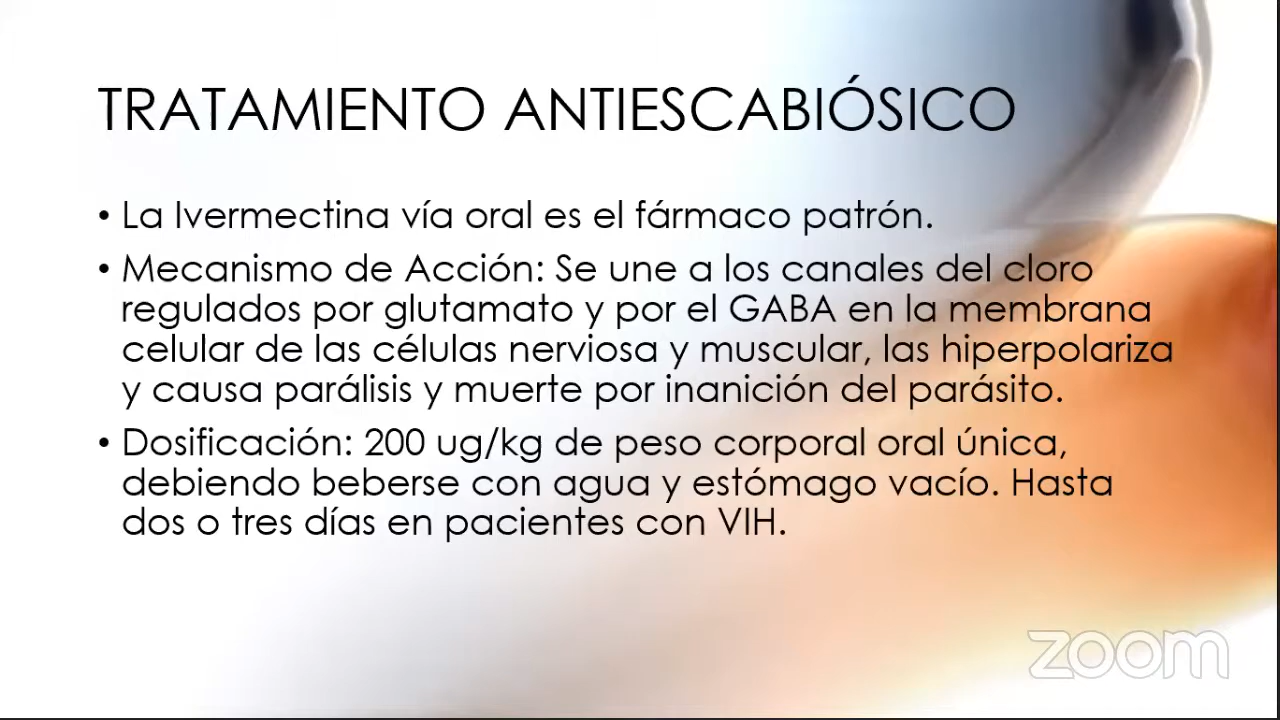 TRATAMIENTO ANTIESCABIÓSICO
• La Ivermectina vía oral es el fármaco patrón.
• Mecanismo de Acción: Se une a los canales del cloro
regulados por glutamato y por el GABA en la membrana
celular de las células nerviosa y muscular, las hiperpolariza
y causa parálisis y muerte por inanición del parásito.
• Dosificación: 200 ug/kg de peso corporal oral única,
debiendo beberse con agua y estómago vacío. Hasta
dos o tres días en pacientes con VIH.
zoom